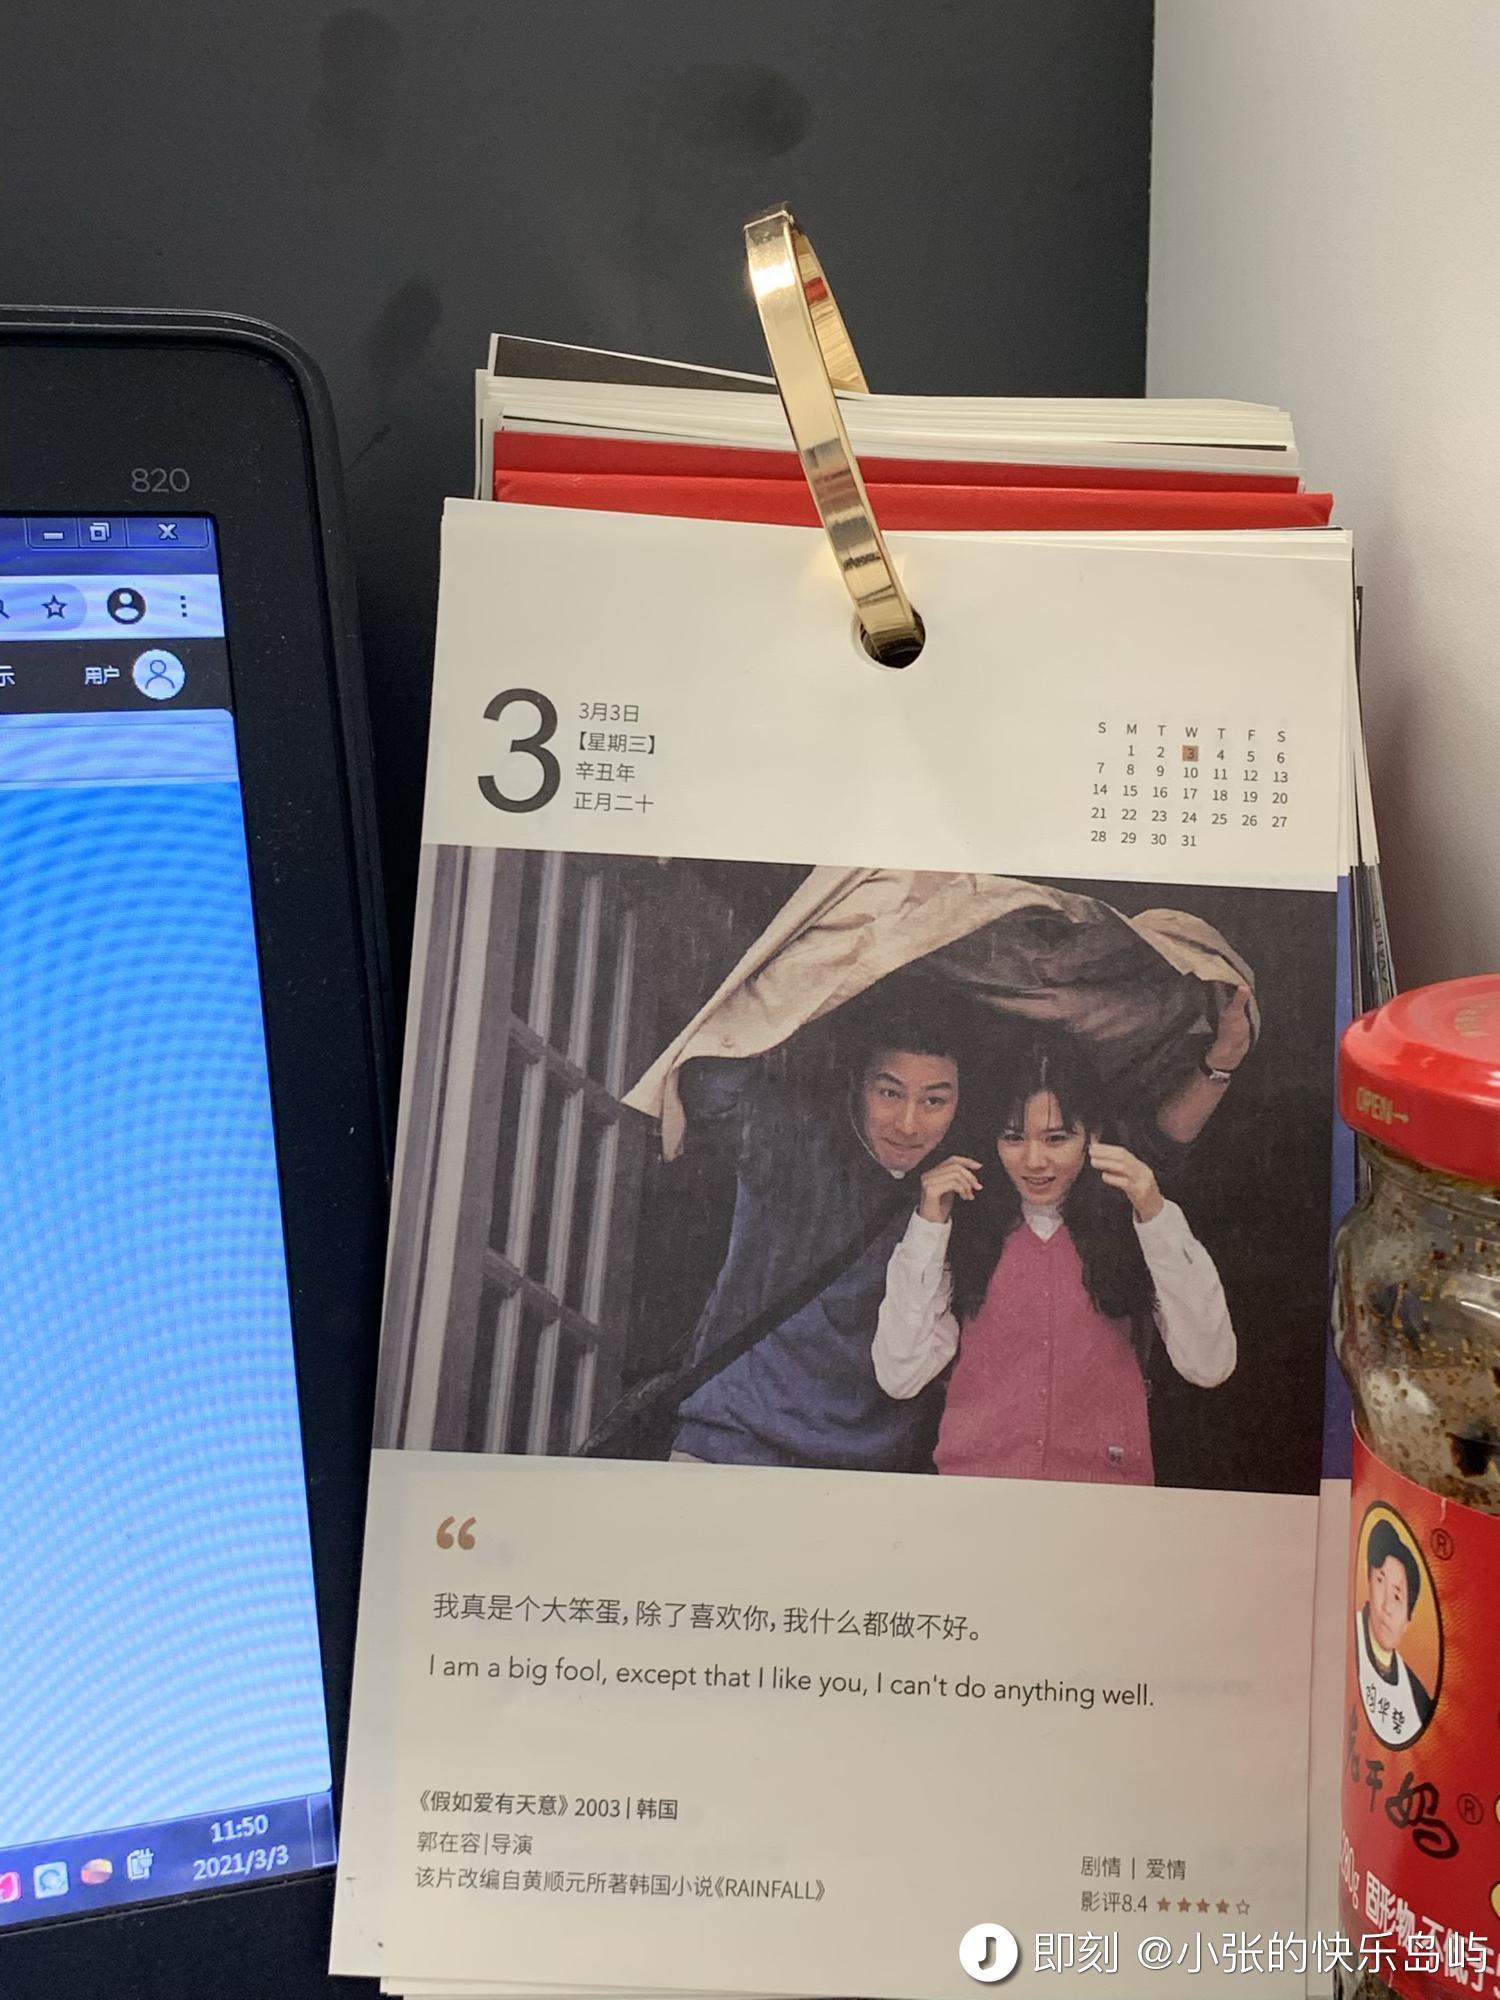 820
示
用户
11:50
2021/3/3
3
3月3日
【星期三】
辛丑年
正月二十
S M T W T F S
1 2 3 4 5 6
7 8 9 10 11 12 13
14 15 16 17 18 19 20
21 22 23 24 25 26 27
28 29 30 31
“
我真是个大笨蛋,除了喜欢你,我什么都做不好。
I am a big fool, except that I like you, I can't do anything well.
《假如爱有天意》2003|韩国
郭在容|导演
该片改编自黄顺元所著韩国小说《RAINFALL》
剧情 | 爱情
影评8.4 ★★★★☆
OPEN→
®
陶华碧
老干妈®
固形物不低于
即刻 @小张的快乐岛屿